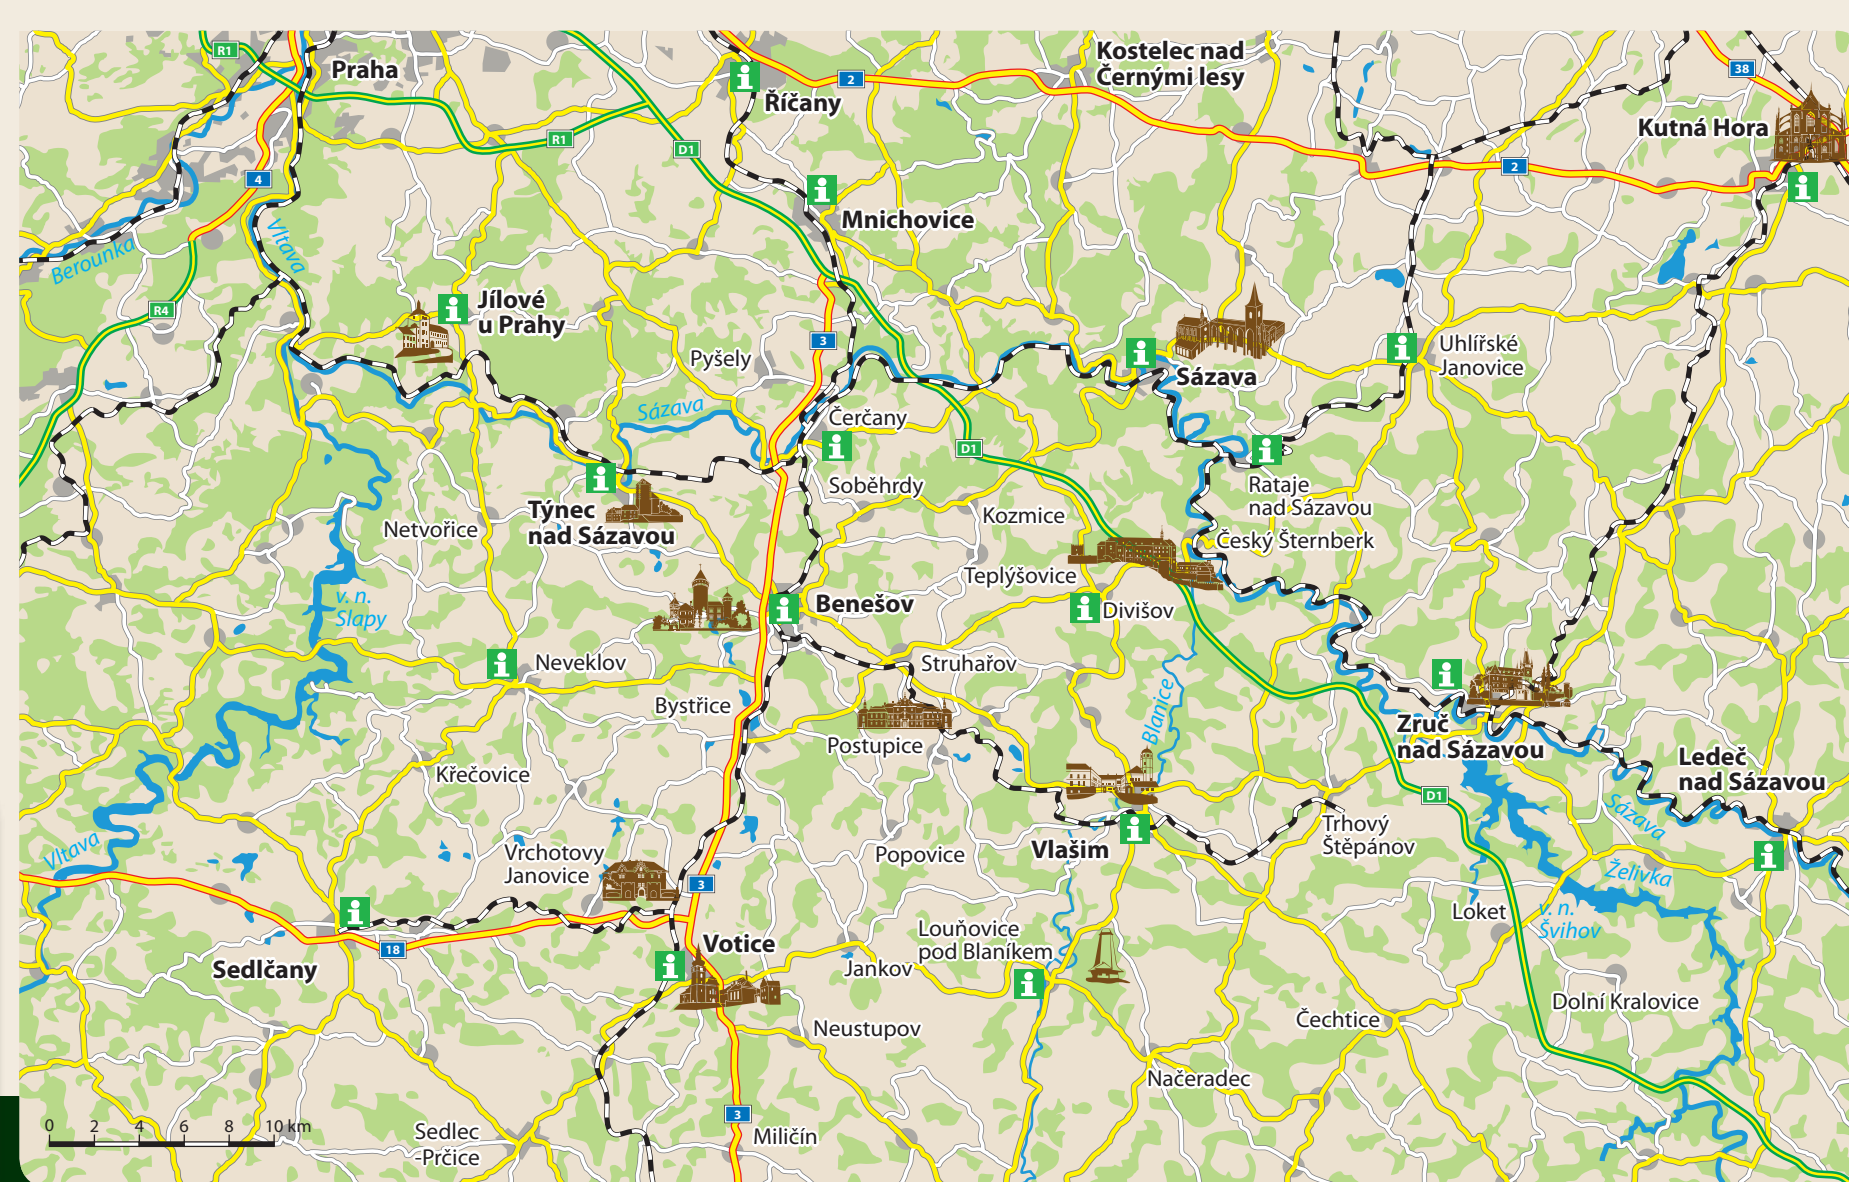 R1
Praha
Říčany
2
Kostelec nad
Černými lesy
38
Kutná Hora
R1
D1
4
2
Mnichovice
Berounka
Vltava
R4
Jílové
u Prahy
3
Pyšely
Sázava
Uhlířské
Janovice
Sázava
Čerčany
D1
Soběhrdy
Rataje
nad Sázavou
Týnec
nad Sázavou
Netvořice
Kozmice
Český Šternberk
Teplýšovice
v. n.
Slapy
Benešov
Divišov
Neveklov
Struhařov
Bystřice
Blanice
Postupice
Zruč
nad Sázavou
Ledeč
nad Sázavou
Křečovice
D1
Sázava
Vltava
Vrchotovy
Janovice
Popovice
Vlašim
Trhový
Štěpánov
3
Želivka
Loket
v. n.
Švihov
18
Sedlčany
Votice
Jankov
Louňovice
pod Blaníkem
Dolní Kralovice
Neustupov
Čechtice
Načeradec
0 2 4 6 8 10 km
Sedlec
-Prčice
3
Miličín